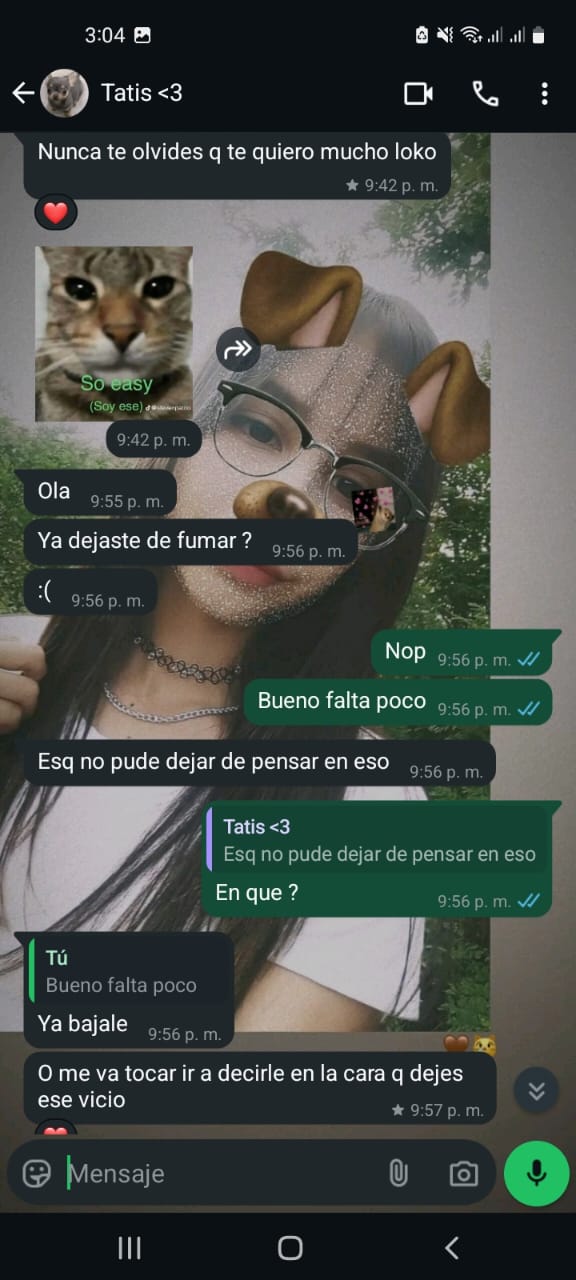 3:04
Tatis <3
Nunca te olvides q te quiero mucho loko
9:42 p. m.
So easy
(Soy ese)
9:42 p. m.
Ola
9:55 p. m.
Ya dejaste de fumar ?
9:56 p. m.
:(
9:56 p. m.
Nop
9:56 p. m.
Bueno falta poco
9:56 p. m.
Esq no pude dejar de pensar en eso
9:56 p. m.
Tatis <3
Esq no pude dejar de pensar en eso
En que ?
9:56 p. m.
Tú
Bueno falta poco
Ya bajale
9:56 p. m.
O me va tocar ir a decirle en la cara q dejes
ese vicio
9:57 p. m.
Mensaje